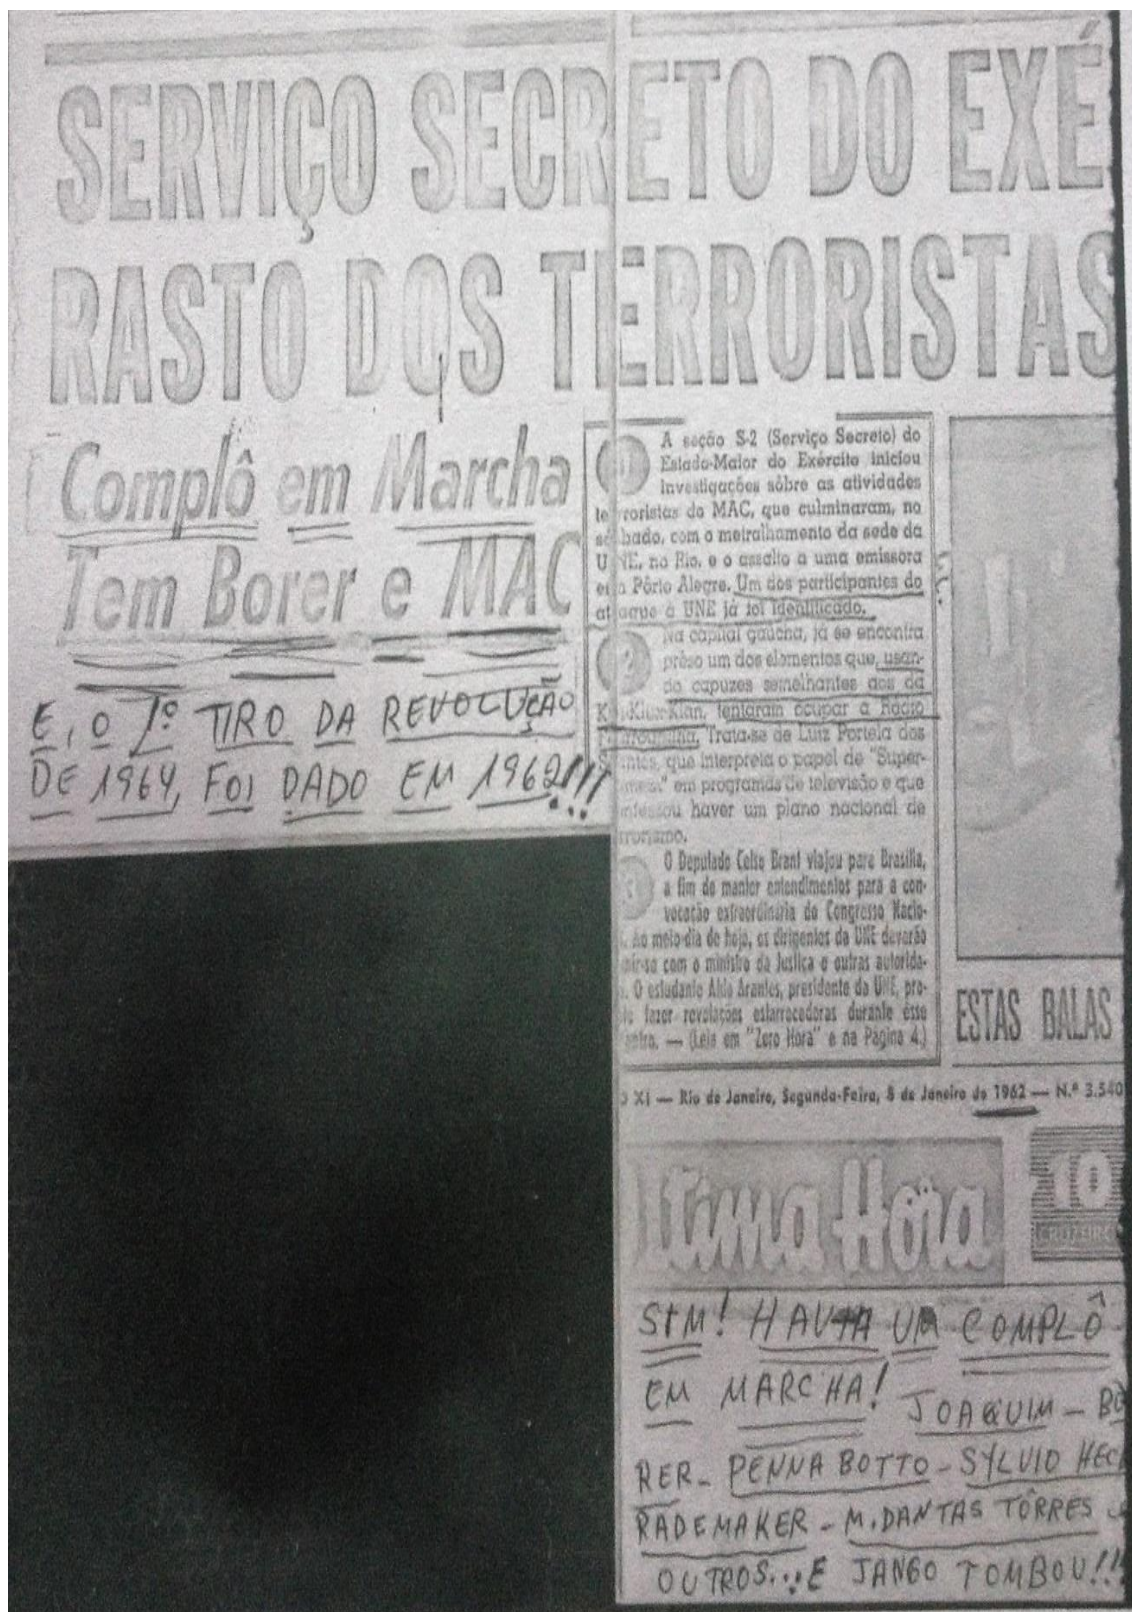 SERVIÇO SECRETO DO EXÉ
RASTO DOS TERRORISTAS
Complô em Marcha
Tem Borer e MAC
E, O 1º TIRO DA REVOLUÇÃO
DE 1964, FOI DADO EM 1962!!!
A seção S-2 (Serviço Secreto) do
Estado-Maior do Exército iniciou
investigações sôbre as atividades
terroristas do MAC, que culminaram, no
sábado, com o metralhamento da sede da
UNE, no Rio, e o assalto a uma emissora
em Pôrto Alegre. Um dos participantes do
ataque à UNE já foi identificado.
Na capital gaúcha, já se encontra
prêso um dos elementos que, usan-
do capuzes semelhantes aos da
Ku-Klux-Klan, tentaram ocupar a Rádio
Farroupilha. Trata-se de Luiz Portela dos
Santos, que interpreta o papel de "Super-
" em programas de televisão e que
confessou haver um plano nacional de
terrorismo.
O Deputado Celso Brant viajou para Brasília,
a fim de manter entendimentos para a con-
vocação extraordinária do Congresso Nacio-
. Ao meio-dia de hoje, os dirigentes da UNE deverão
-se com o ministro da Justiça e outras autorida-
. O estudante Aldo Arantes, presidente da UNE, pro-
fazer revelações estarrecedoras durante êsse
. — (Leia em "Zero Hora" e na Página 4.)
ESTAS BALAS
O XI — Rio de Janeiro, Segunda-Feira, 8 de Janeiro de 1962 — N.º 3.540
ltima Hora
10
CRUZEIRO
SIM! HAVIA UM COMPLÔ
EM MARCHA! JOAQUIM - BO
RER - PENNA BOTTO - SYLVIO HEC
RADEMAKER - M. DANTAS TÔRRES
OUTROS... E JANGO TOMBOU!!!